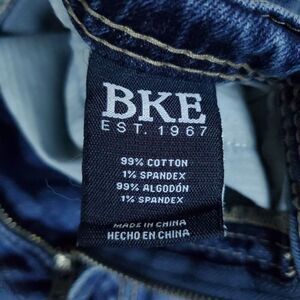 BKE
EST. 1967
99% COTTON
1% SPANDEX
99% ALGODÓN
1% SPANDEX
MADE IN CHINA
HECHO EN CHINA